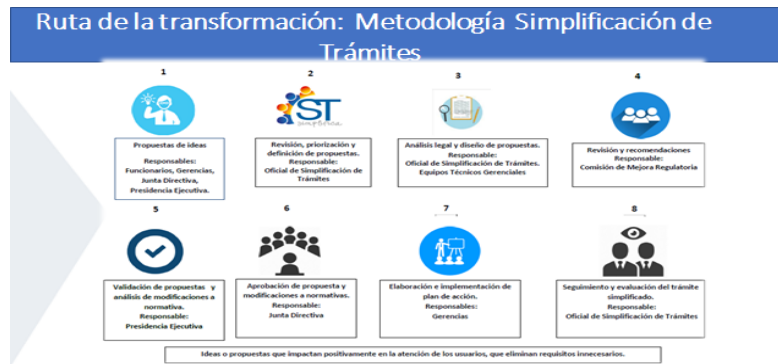 Ruta de la transformación: Metodología Simplificación de
Trámites
1
2
3
4
ST
simplifica
Propuestas de ideas
Responsables:
Funcionarios, Gerencias,
Junta Directiva,
Presidencia Ejecutiva.
Revisión, priorización y
definición de propuestas.
Responsable:
Oficial de Simplificación de
Trámites
Análisis legal y diseño de propuestas.
Responsable:
Oficial de Simplificación de Trámites.
Equipos Técnicos Gerenciales
Revisión y recomendaciones
Responsable:
Comisión de Mejora Regulatoria
5
6
7
8
Validación de propuestas y
análisis de modificaciones a
normativa.
Responsable:
Presidencia Ejecutiva
Aprobación de propuesta y
modificaciones a normativas.
Responsable:
Junta Directiva
Elaboración e implementación de
plan de acción.
Responsables:
Gerencias
Seguimiento y evaluación del trámite
simplificado.
Responsable:
Oficial de Simplificación de Trámites
Ideas o propuestas que impactan positivamente en la atención de los usuarios, que eliminan requisitos innecesarios.